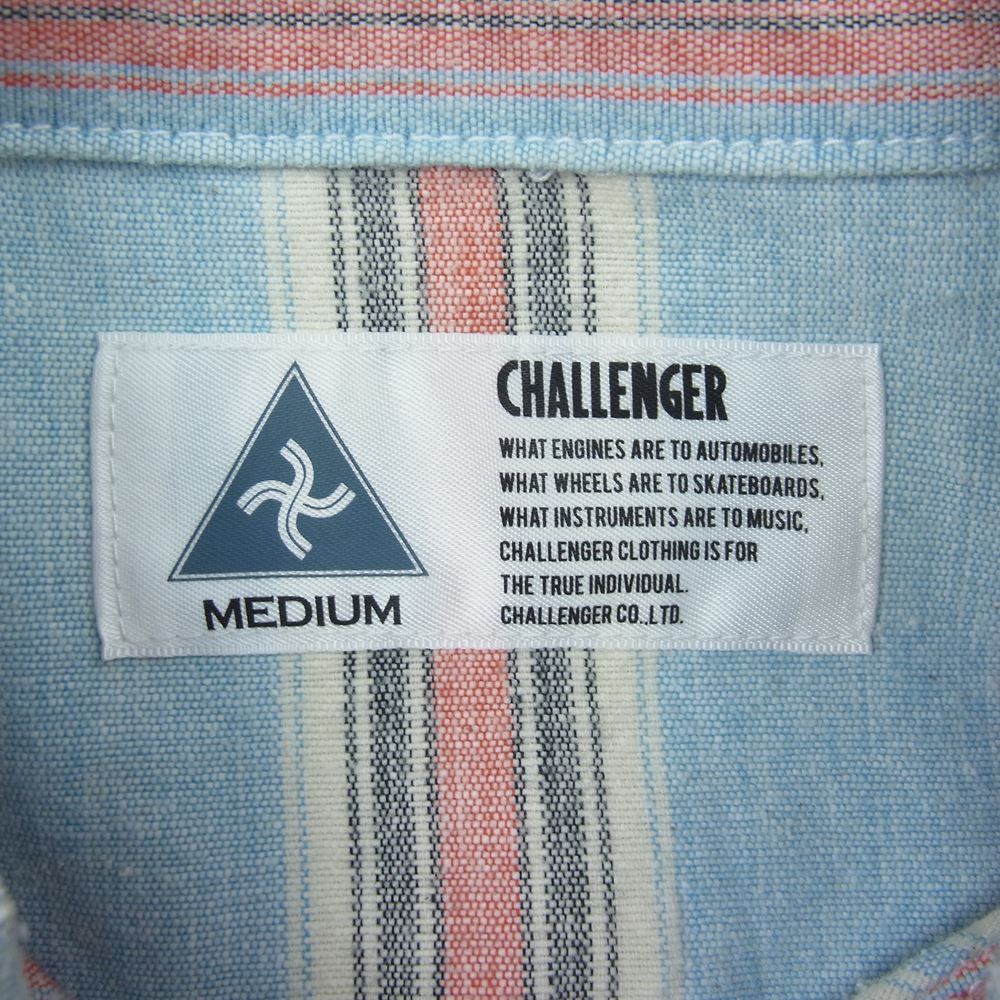 MEDIUM
CHALLENGER
WHAT ENGINES ARE TO AUTOMOBILES,
WHAT WHEELS ARE TO SKATEBOARDS,
WHAT INSTRUMENTS ARE TO MUSIC,
CHALLENGER CLOTHING IS FOR
THE TRUE INDIVIDUAL.
CHALLENGER CO.,LTD.